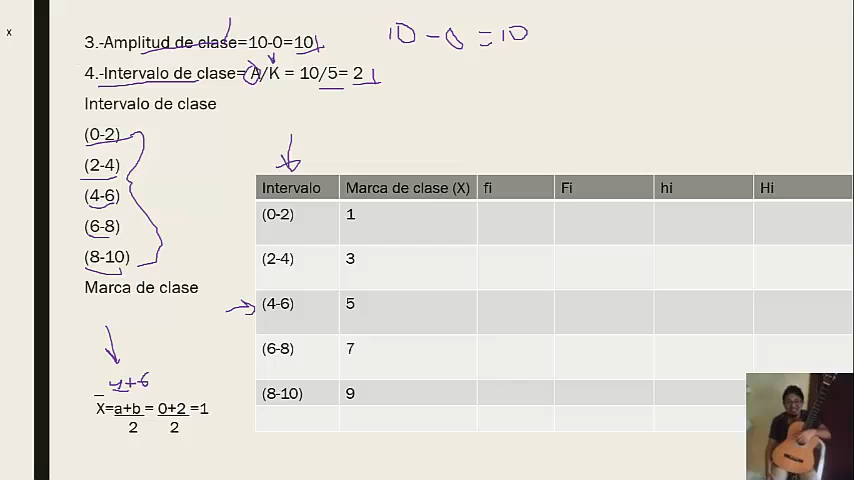 x
3.-Amplitud de clase=10-0=10
10 - 0 = 10
4.-Intervalo de clase= A/K = 10/5= 2
Intervalo de clase
(0-2)
(2-4)
(4-6)
(6-8)
(8-10)
Marca de clase
4+6
X=a+b = 0+2 =1
2 2
Intervalo Marca de clase (X) fi Fi hi Hi
(0-2) 1
(2-4) 3
(4-6) 5
(6-8) 7
(8-10) 9